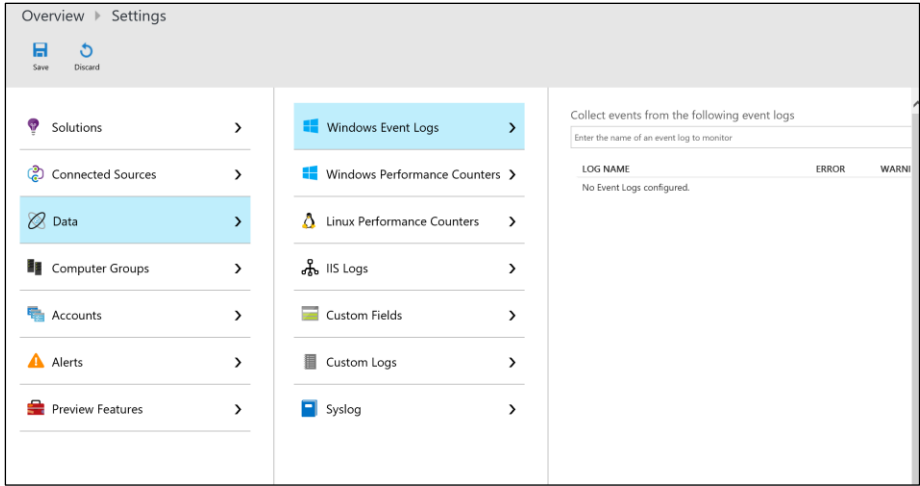 Overview Settings
Save Discard
Solutions
Connected Sources
Data
Computer Groups
Accounts
Alerts
Preview Features
Windows Event Logs
Windows Performance Counters
Linux Performance Counters
IIS Logs
Custom Fields
Custom Logs
Syslog
Collect events from the following event logs
Enter the name of an event log to monitor
LOG NAME ERROR WARNI
No Event Logs configured.